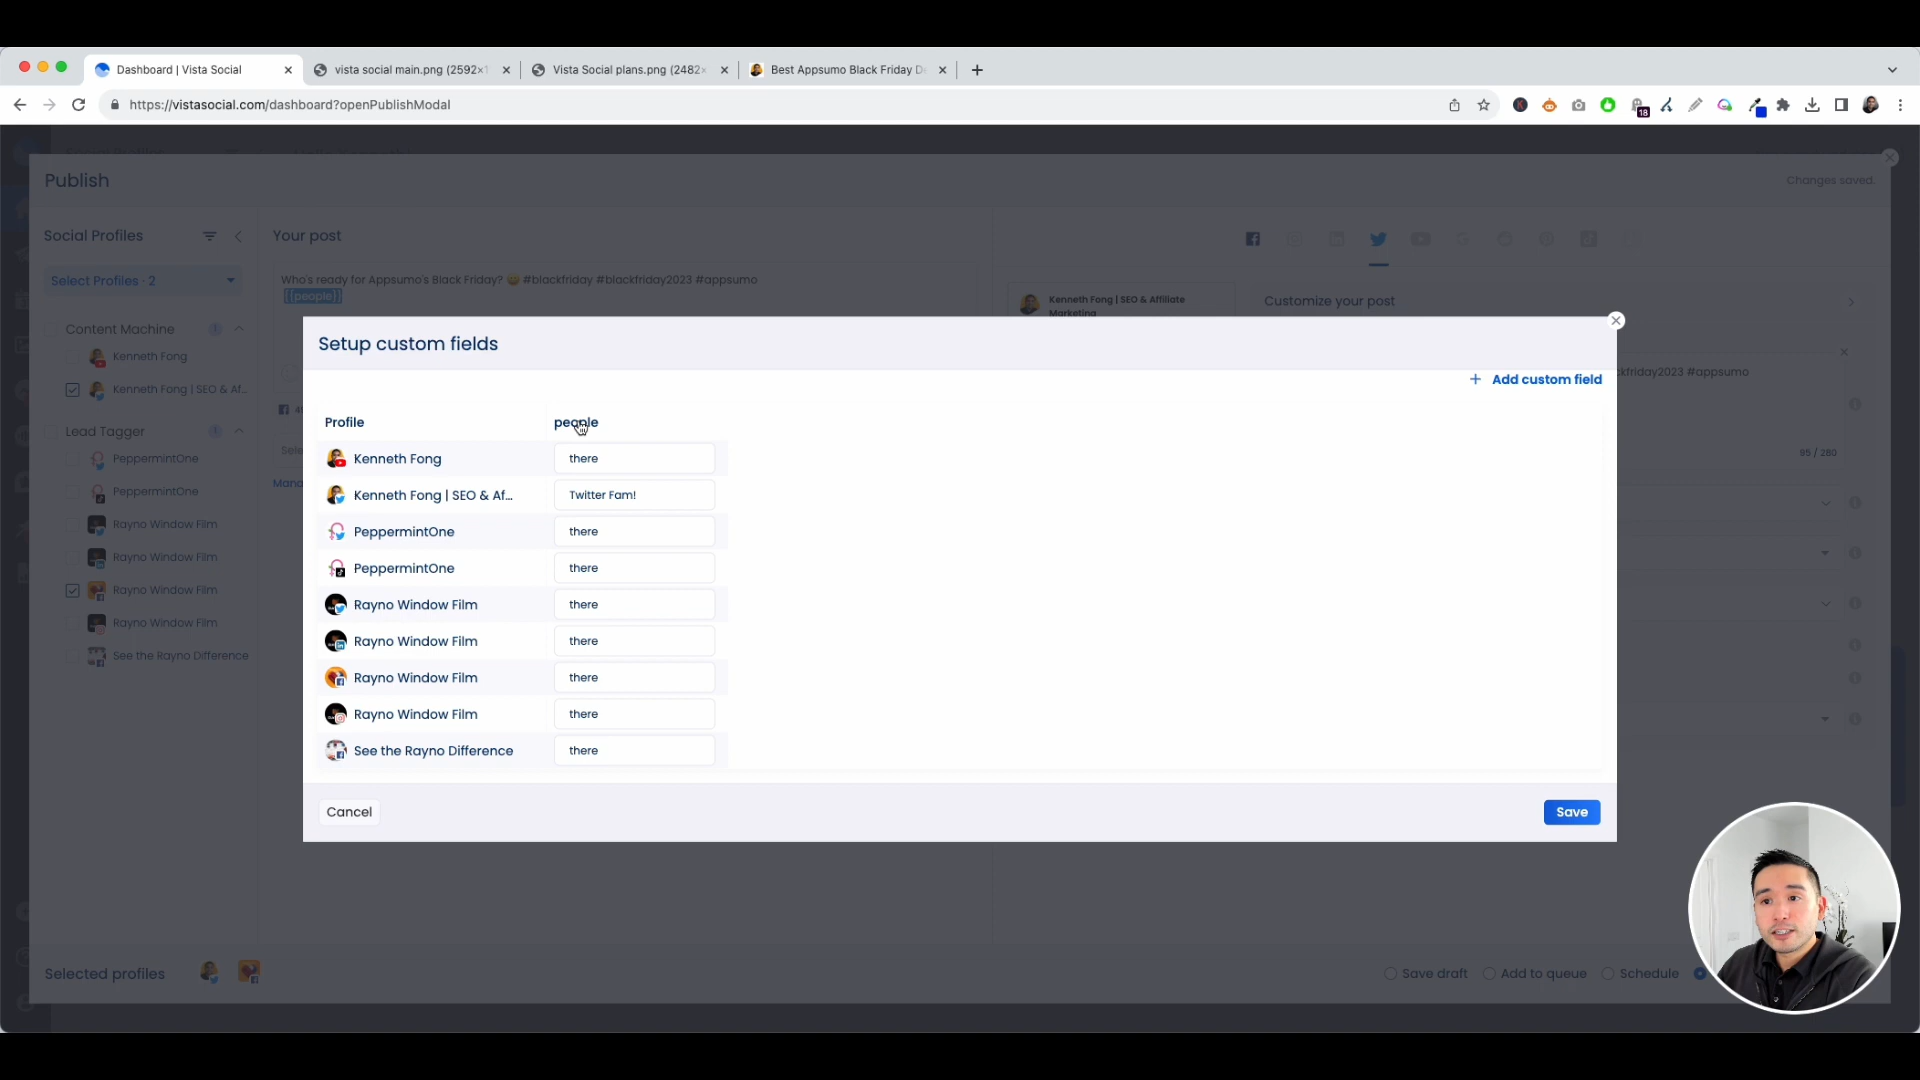 Dashboard | Vista Social
vista social main.png (2592×1
Vista Social plans.png (2482×
Best Appsumo Black Friday D
https://vistasocial.com/dashboard?openPublishModal
18
Publish
Changes saved.
Social Profiles
Your post
Select Profiles · 2
Who's ready for Appsumo's Black Friday? 😀 #blackfriday #blackfriday2023 #appsumo
{{people}}
Kenneth Fong | SEO & Affiliate
Marketing
Customize your post
Content Machine
Kenneth Fong
Kenneth Fong | SEO & Af...
Lead Tagger
PeppermintOne
PeppermintOne
Rayno Window Film
Rayno Window Film
Rayno Window Film
Rayno Window Film
See the Rayno Difference
Mana
ckfriday2023 #appsumo
95 / 280
Setup custom fields
+ Add custom field
Profile
people
Kenneth Fong
there
Kenneth Fong | SEO & Af...
Twitter Fam!
PeppermintOne
there
PeppermintOne
there
Rayno Window Film
there
Rayno Window Film
there
Rayno Window Film
there
Rayno Window Film
there
See the Rayno Difference
there
Cancel
Save
Selected profiles
Save draft
Add to queue
Schedule